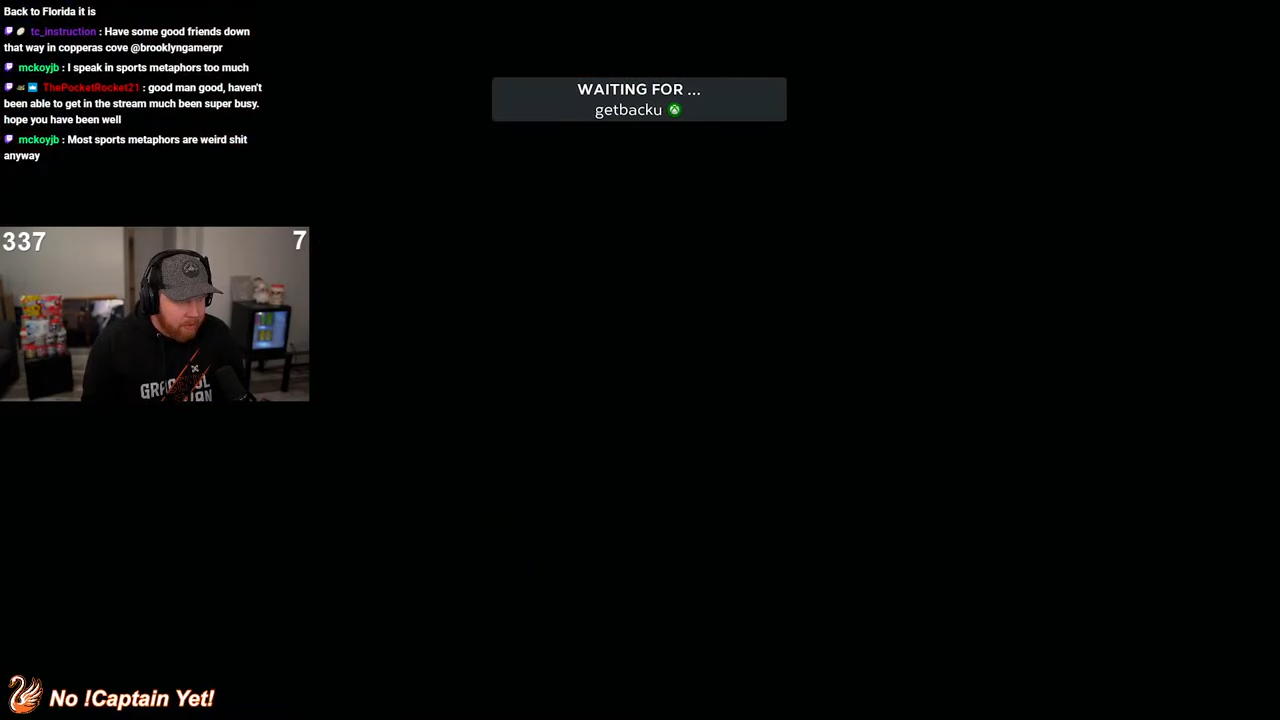 Back to Florida it is
tc_instruction : Have some good friends down
that way in copperas cove @brooklyngamerpr
mckoyjb : I speak in sports metaphors too much
ThePocketRocket21 : good man good, haven't
been able to get in the stream much been super busy.
hope you have been well
mckoyjb : Most sports metaphors are weird shit
anyway
WAITING FOR ...
getbacku
337
7
No !Captain Yet!